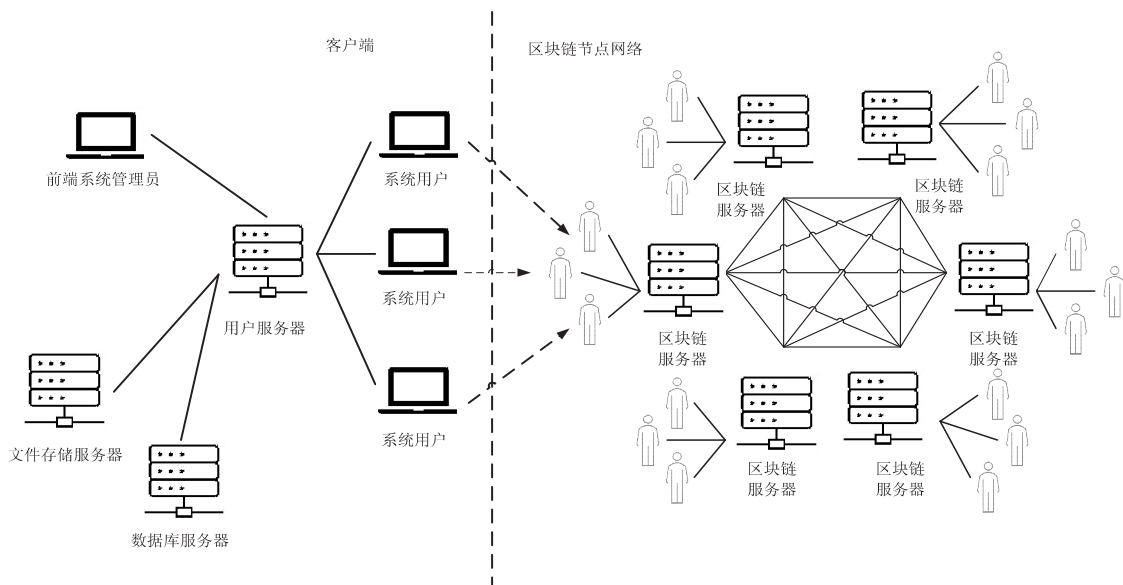 客户端
区块链节点网络
前端系统管理员
系统用户
区块链
服务器
区块链
服务器
系统用户
用户服务器
区块链
服务器
区块链
服务器
系统用户
文件存储服务器
区块链
服务器
区块链
服务器
数据库服务器